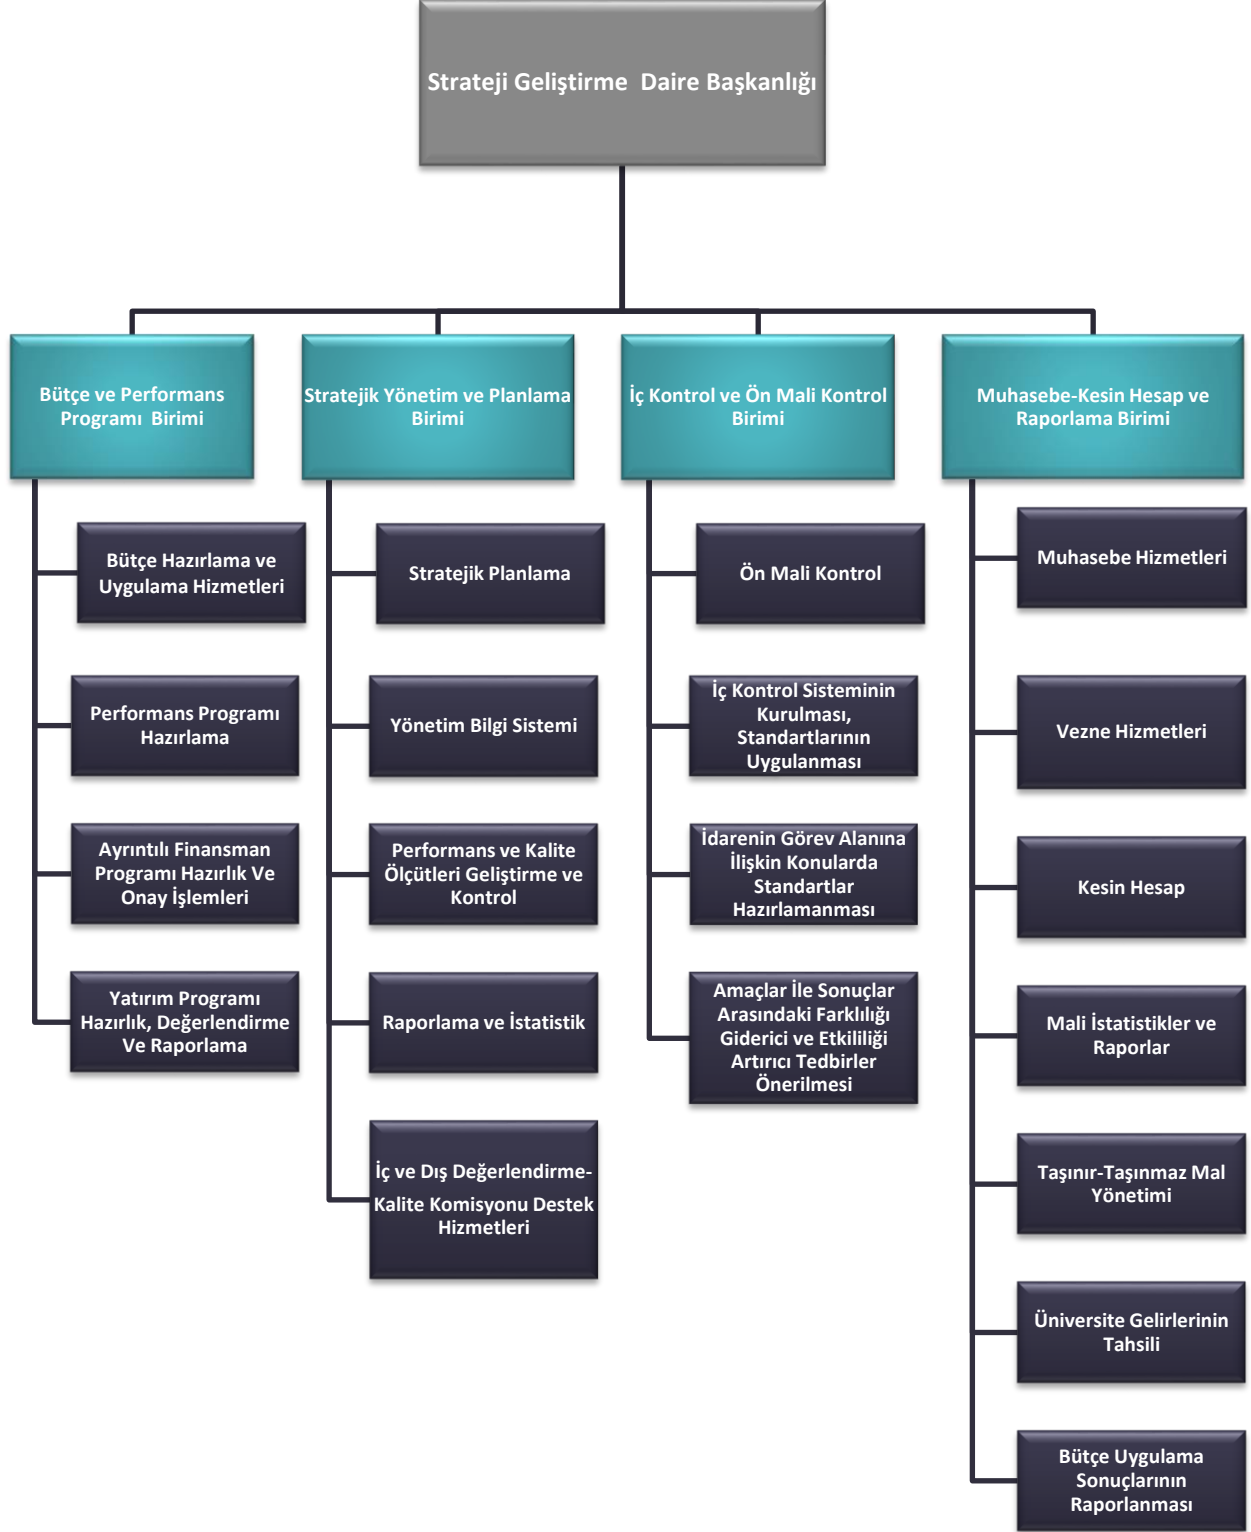 Strateji Geliştirme  Daire Başkanlığı
Bütçe ve Performans
Programı  Birimi
Bütçe Hazırlama ve
Uygulama Hizmetleri
Performans Programı
Hazırlama
Ayrıntılı Finansman
Programı Hazırlık Ve
Onay İşlemleri
Yatırım Programı
Hazırlık, Değerlendirme
Ve Raporlama
Stratejik Yönetim ve Planlama
Birimi
Stratejik Planlama
Yönetim Bilgi Sistemi
Performans ve Kalite
Ölçütleri Geliştirme ve
Kontrol
Raporlama ve İstatistik
İç ve Dış Değerlendirme-
Kalite Komisyonu Destek
Hizmetleri
İç Kontrol ve Ön Mali Kontrol
Birimi
Ön Mali Kontrol
İç Kontrol Sisteminin
Kurulması,
Standartlarının
Uygulanması
İdarenin Görev Alanına
İlişkin Konularda
Standartlar
Hazırlamanması
Amaçlar İle Sonuçlar
Arasındaki Farklılığı
Giderici ve Etkililiği
Artırıcı Tedbirler
Önerilmesi
Muhasebe-Kesin Hesap ve
Raporlama Birimi
Muhasebe Hizmetleri
Vezne Hizmetleri
Kesin Hesap
Mali İstatistikler ve
Raporlar
Taşınır-Taşınmaz Mal
Yönetimi
Üniversite Gelirlerinin
Tahsili
Bütçe Uygulama
Sonuçlarının
Raporlanması